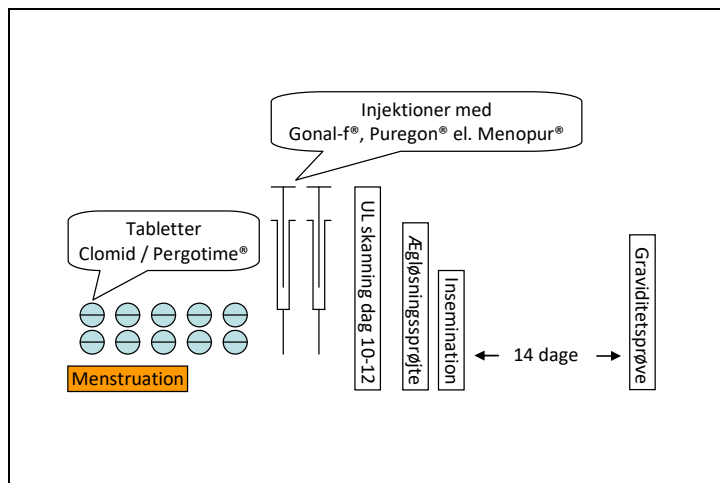 Injektioner med
Gonal-f®, Puregon® el. Menopur®
Tabletter
Clomid / Pergotime®
Menstruation
UL skanning dag 10-12
Ægløsningssprøjte
Insemination
14 dage
Graviditetsprøve